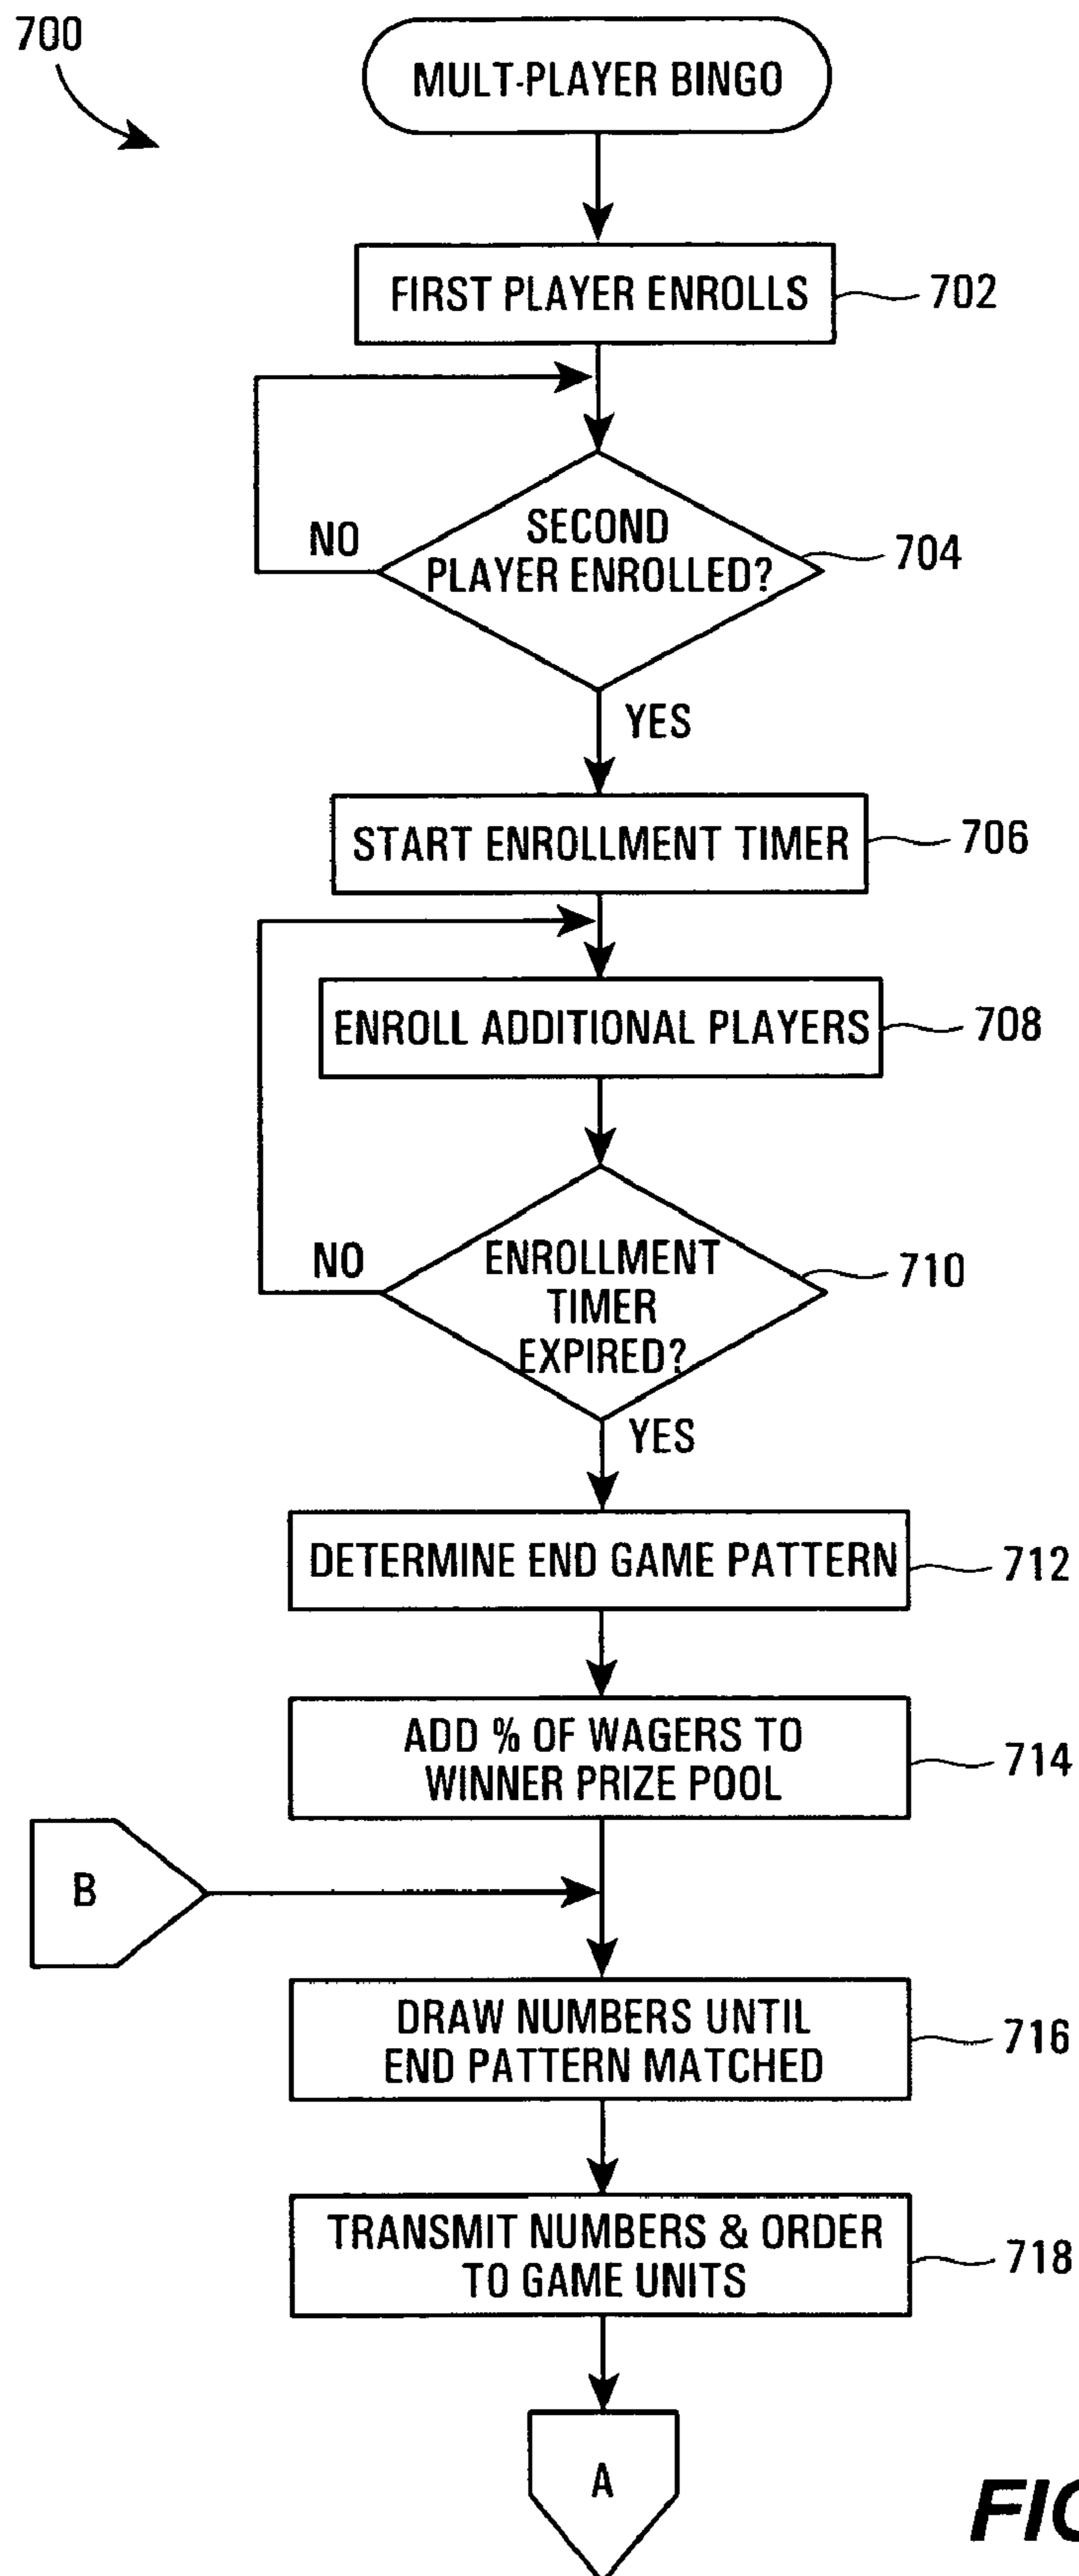 700
MULT-PLAYER BINGO
FIRST PLAYER ENROLLS
702
NO
SECOND
PLAYER ENROLLED?
704
YES
START ENROLLMENT TIMER
706
ENROLL ADDITIONAL PLAYERS
708
NO
ENROLLMENT
TIMER
EXPIRED?
710
YES
DETERMINE END GAME PATTERN
712
ADD % OF WAGERS TO
WINNER PRIZE POOL
714
B
DRAW NUMBERS UNTIL
END PATTERN MATCHED
716
TRANSMIT NUMBERS & ORDER
TO GAME UNITS
718
A